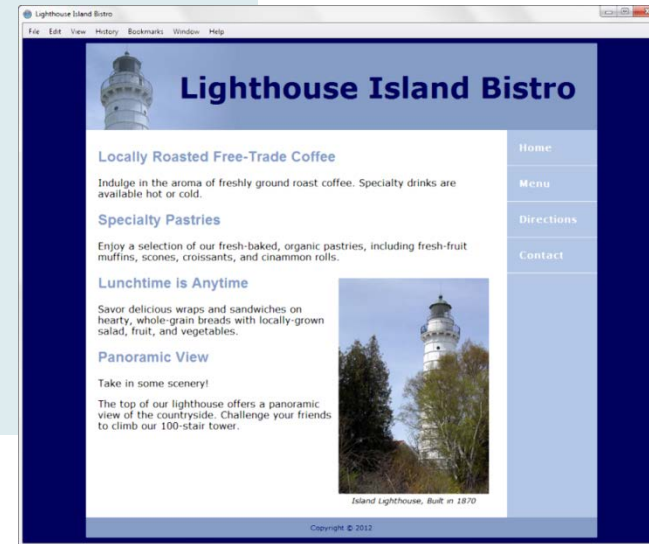 Lighthouse Island Bistro
File Edit View History Bookmarks Window Help
Lighthouse Island Bistro
Locally Roasted Free-Trade Coffee
Indulge in the aroma of freshly ground roast coffee. Specialty drinks are
available hot or cold.
Specialty Pastries
Enjoy a selection of our fresh-baked, organic pastries, including fresh-fruit
muffins, scones, croissants, and cinammon rolls.
Lunchtime is Anytime
Savor delicious wraps and sandwiches on
hearty, whole-grain breads with locally-grown
salad, fruit, and vegetables.
Panoramic View
Take in some scenery!
The top of our lighthouse offers a panoramic
view of the countryside. Challenge your friends
to climb our 100-stair tower.
Island Lighthouse, Built in 1870
Home
Menu
Directions
Contact
Copyright © 2012